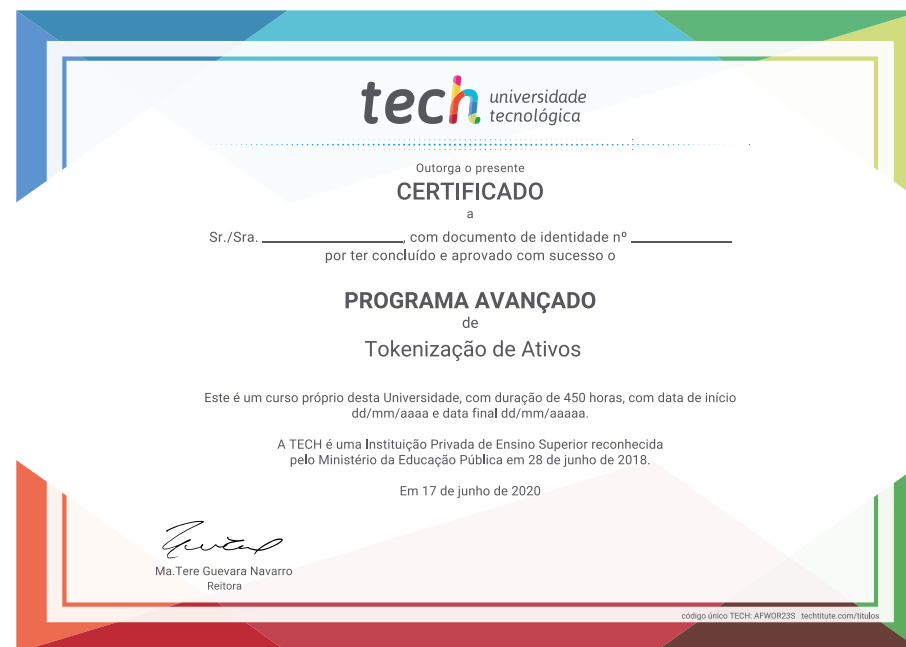 tech universidade
tecnológica
Outorga o presente
CERTIFICADO
a
Sr./Sra. ____________, com documento de identidade nº ____________
por ter concluído e aprovado com sucesso o
PROGRAMA AVANÇADO
de
Tokenização de Ativos
Este é um curso próprio desta Universidade, com duração de 450 horas, com data de início
dd/mm/aaaa e data final dd/mm/aaaaa.
A TECH é uma Instituição Privada de Ensino Superior reconhecida
pelo Ministério da Educação Pública em 28 de junho de 2018.
Em 17 de junho de 2020
Ma.Tere Guevara Navarro
Reitora
código único TECH: AFWOR23S techtitute.com/titulos